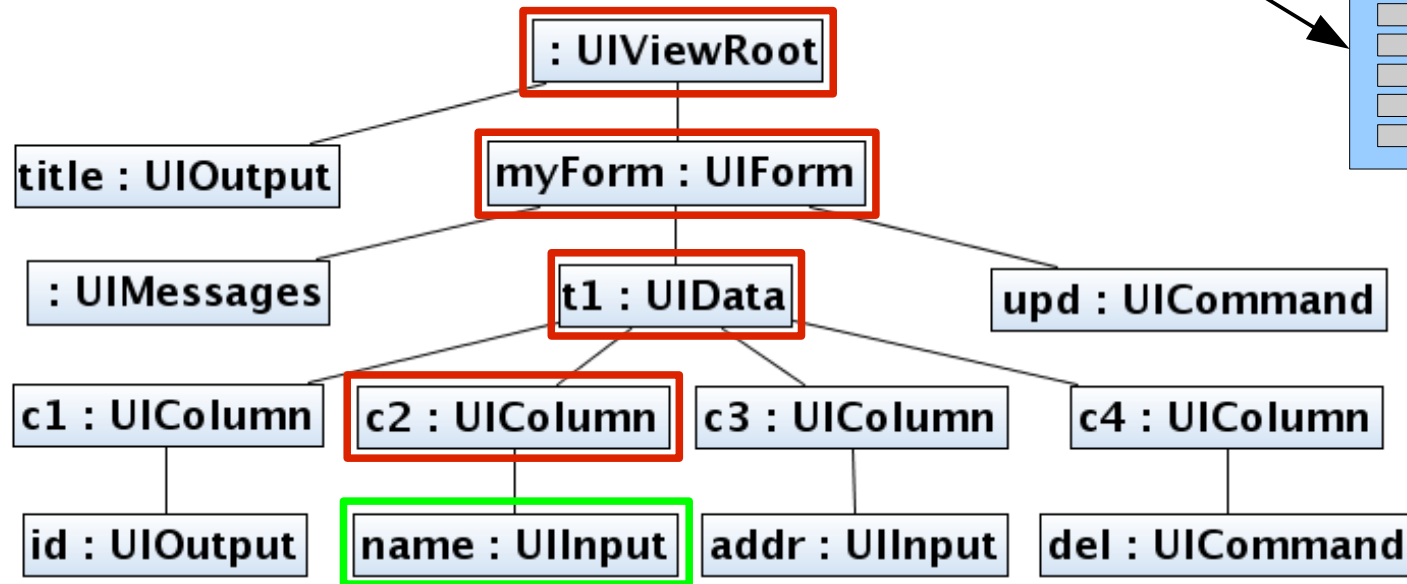 : UIViewRoot
title : UIOutput
myForm : UIForm
: UIMessages
t1 : UIData
upd : UICommand
c1 : UIColumn
c2 : UIColumn
c3 : UIColumn
c4 : UIColumn
id : UIOutput
name : UIInput
addr : UIInput
del : UICommand